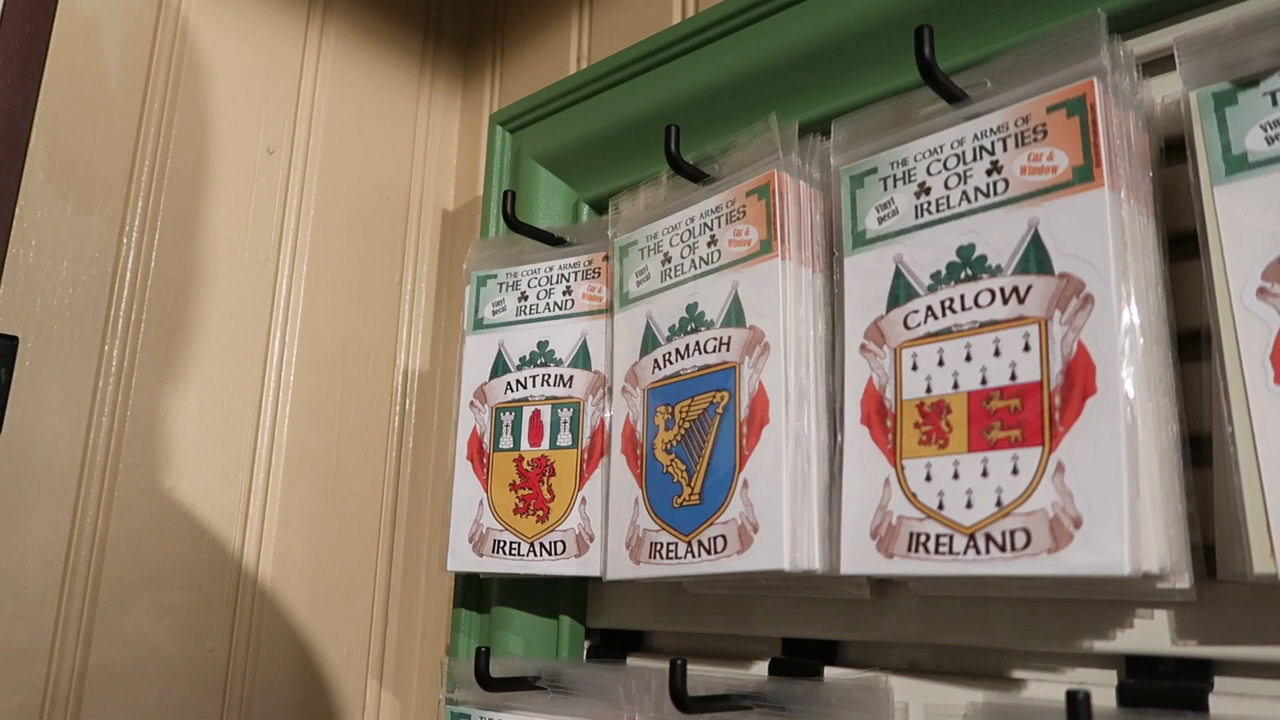 THE COAT OF ARMS OF
THE COUNTIES
OF
IRELAND
Vinyl
Decal
Car &
Window
ANTRIM
IRELAND
THE COAT OF ARMS OF
THE COUNTIES
OF
IRELAND
Vinyl
Decal
Car &
Window
ARMAGH
IRELAND
THE COAT OF ARMS OF
THE COUNTIES
OF
IRELAND
Vinyl
Decal
Car &
Window
CARLOW
IRELAND
Vinyl
Decal